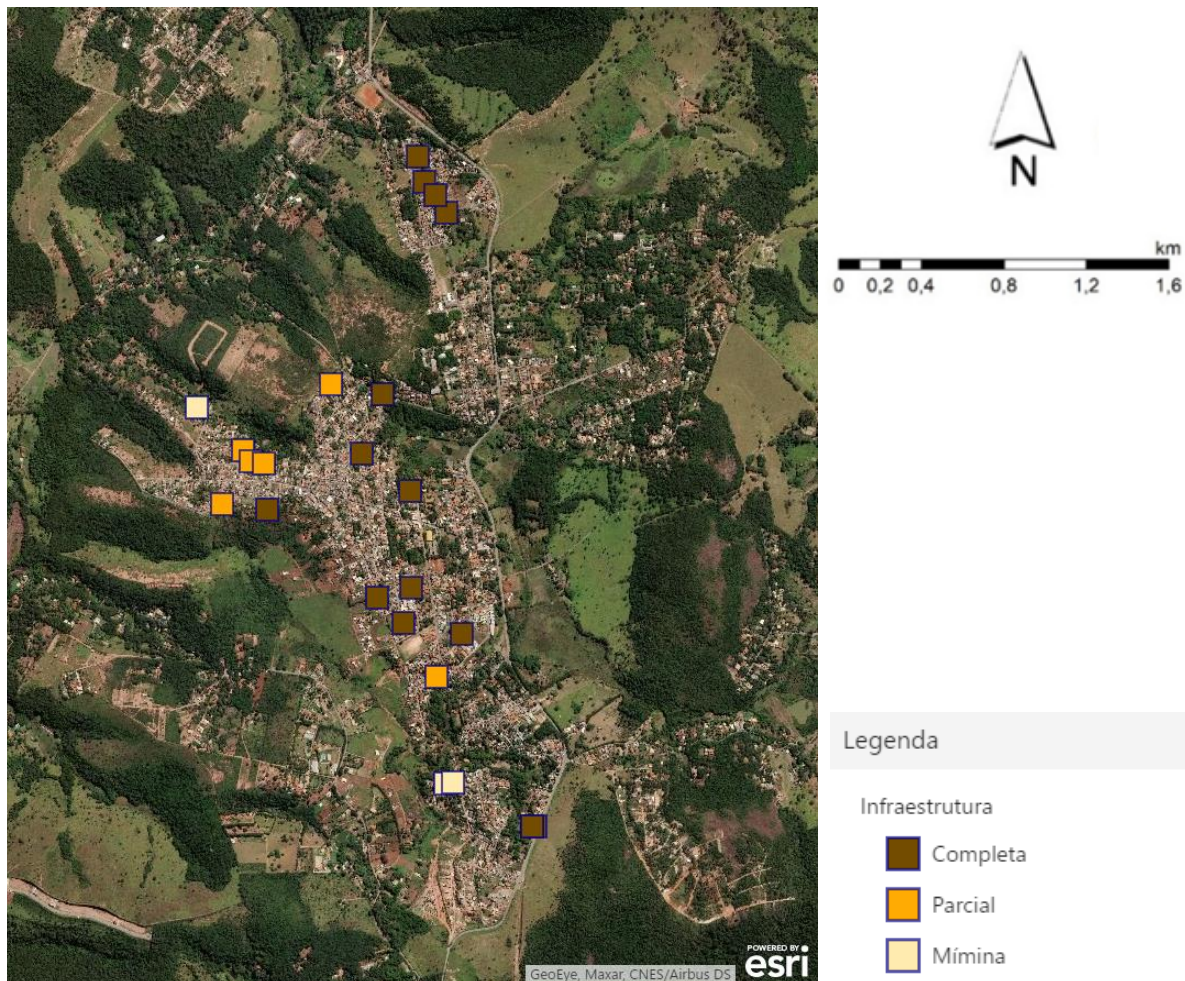 N
km
0 0,2 0,4 0,8 1,2 1,6
Legenda
Infraestrutura
Completa
Parcial
Mímina
POWERED BY
esri
GeoEye, Maxar, CNES/Airbus DS